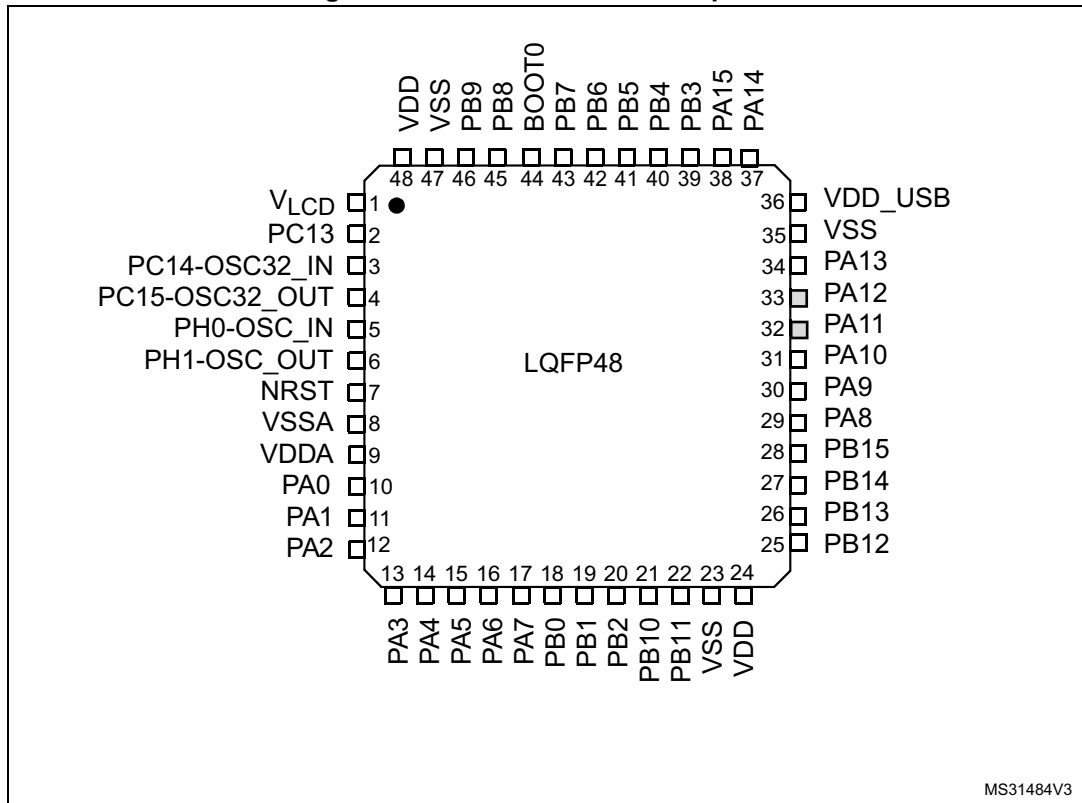 VDD
VSS
PB9
PB8
BOOT0
PB7
PB6
PB5
PB4
PB3
PA15
PA14
48 47 46 45 44 43 42 41 40 39 38 37
VLCD 1
PC13 2
PC14-OSC32_IN 3
PC15-OSC32_OUT 4
PH0-OSC_IN 5
PH1-OSC_OUT 6
NRST 7
VSSA 8
VDDA 9
PA0 10
PA1 11
PA2 12
LQFP48
36 VDD_USB
35 VSS
34 PA13
33 PA12
32 PA11
31 PA10
30 PA9
29 PA8
28 PB15
27 PB14
26 PB13
25 PB12
13 14 15 16 17 18 19 20 21 22 23 24
PA3
PA4
PA5
PA6
PA7
PB0
PB1
PB2
PB10
PB11
VSS
VDD
MS31484V3